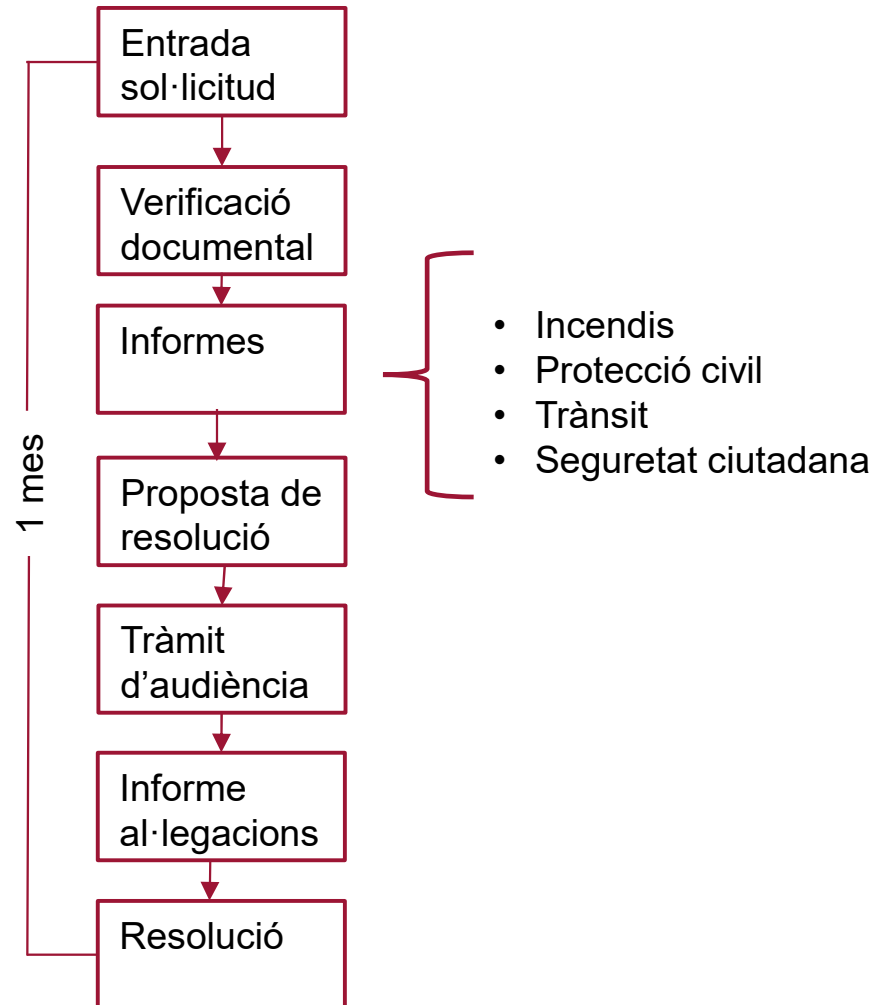 Entrada
sol·licitud
Verificació
documental
Informes
• Incendis
• Protecció civil
• Trànsit
• Seguretat ciutadana
1 mes
Proposta de
resolució
Tràmit
d’audiència
Informe
al·legacions
Resolució